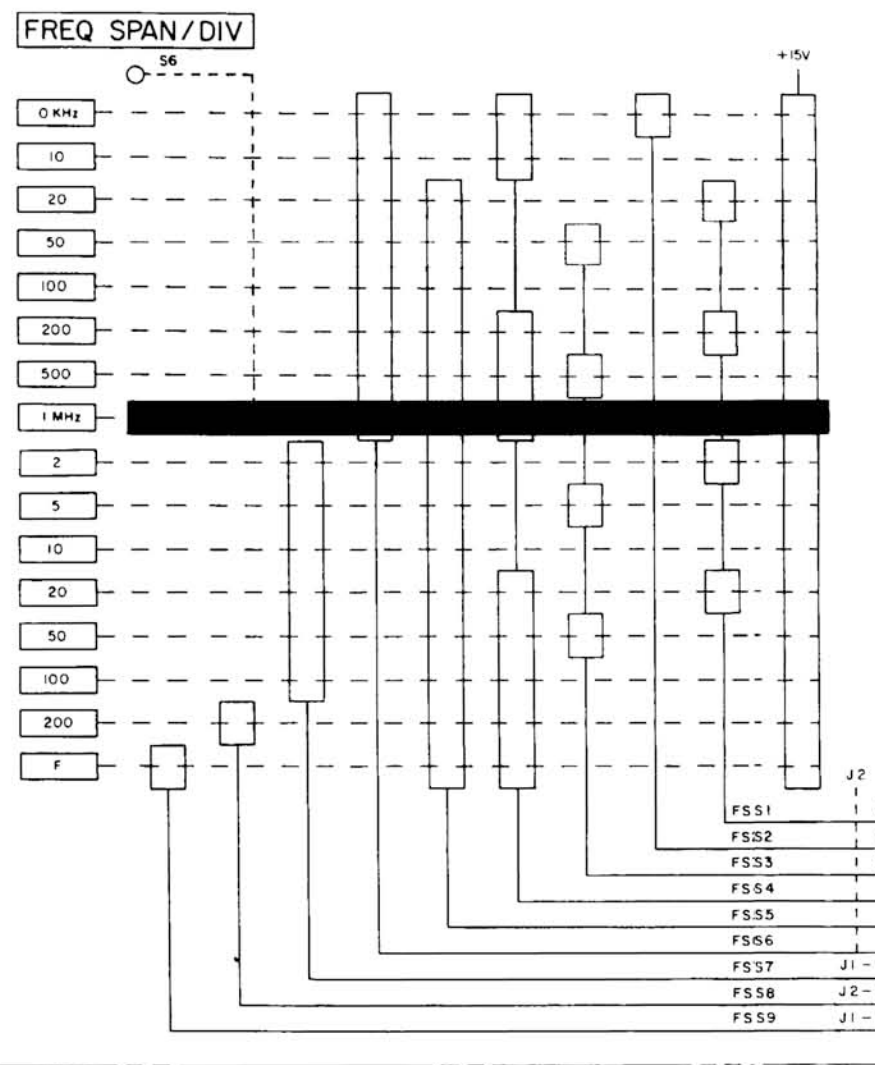 FREQ SPAN/DIV
S6
+15V
0 KHz
10
20
50
100
200
500
1 MHz
2
5
10
20
50
100
200
F
J2
FSS1
FSS2
FSS3
FSS4
FSS5
FSS6
FSS7 J1-
FSS8 J2-
FSS9 J1-